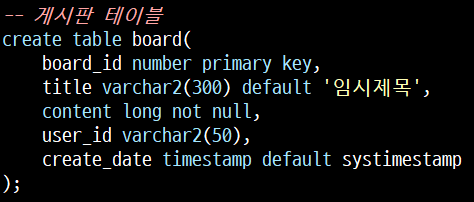 -- 게시판 테이블
create table board(
    board_id number primary key,
    title varchar2(300) default '임시제목',
    content long not null,
    user_id varchar2(50),
    create_date timestamp default systimestamp
);